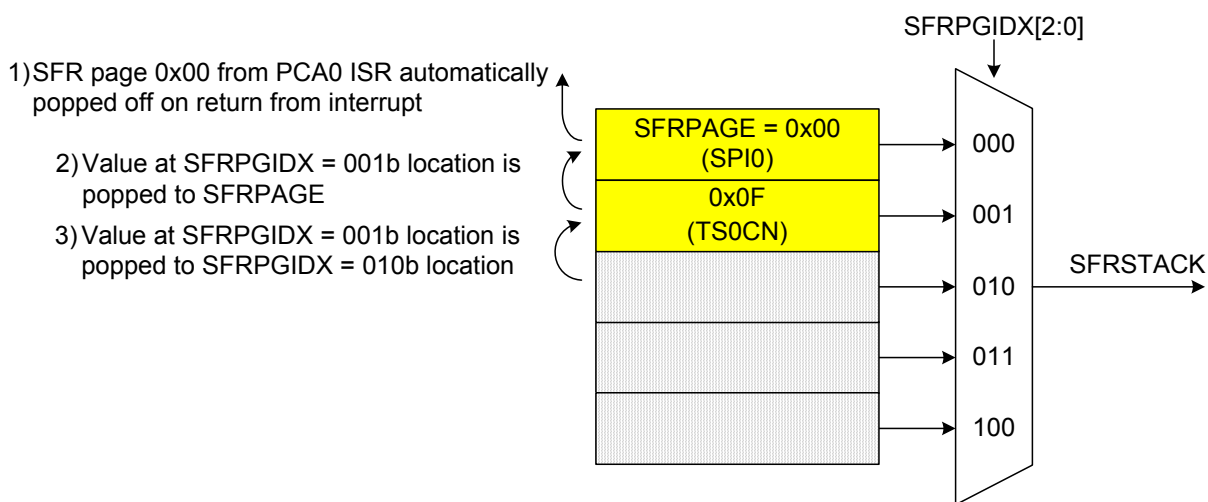 SFRPGIDX[2:0]
1) SFR page 0x00 from PCA0 ISR automatically
popped off on return from interrupt
2) Value at SFRPGIDX = 001b location is
popped to SFRPAGE
3) Value at SFRPGIDX = 001b location is
popped to SFRPGIDX = 010b location
SFRPAGE = 0x00
(SPI0)
0x0F
(TS0CN)
000
001
010
011
100
SFRSTACK